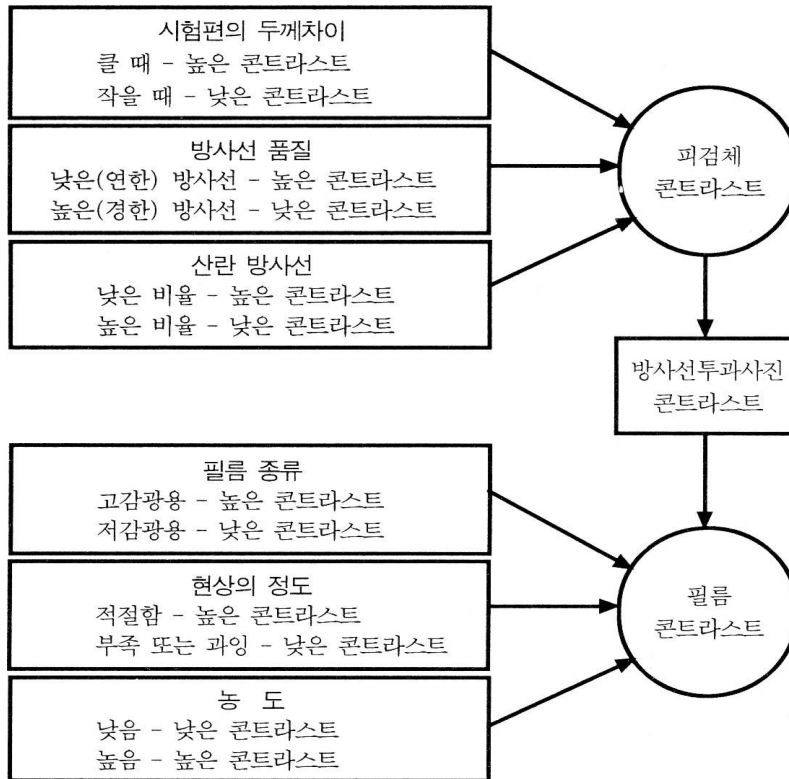 시험편의 두께차이
클 때 – 높은 콘트라스트
작을 때 – 낮은 콘트라스트
방사선 품질
낮은(연한) 방사선 – 높은 콘트라스트
높은(경한) 방사선 – 낮은 콘트라스트
산란 방사선
낮은 비율 – 높은 콘트라스트
높은 비율 – 낮은 콘트라스트
피검체
콘트라스트
방사선투과사진
콘트라스트
필름 종류
고감광용 – 높은 콘트라스트
저감광용 – 낮은 콘트라스트
현상의 정도
적절함 – 높은 콘트라스트
부족 또는 과잉 – 낮은 콘트라스트
농 도
낮음 – 낮은 콘트라스트
높음 – 높은 콘트라스트
필름
콘트라스트